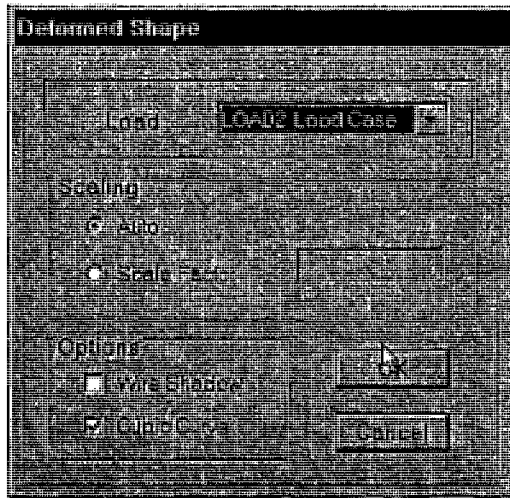 Deformed Shape
Load LOAD2 Load Case
Scaling
Auto
Scale Factor
Options
Wire Shadow
OK
Cubic Curve
Cancel